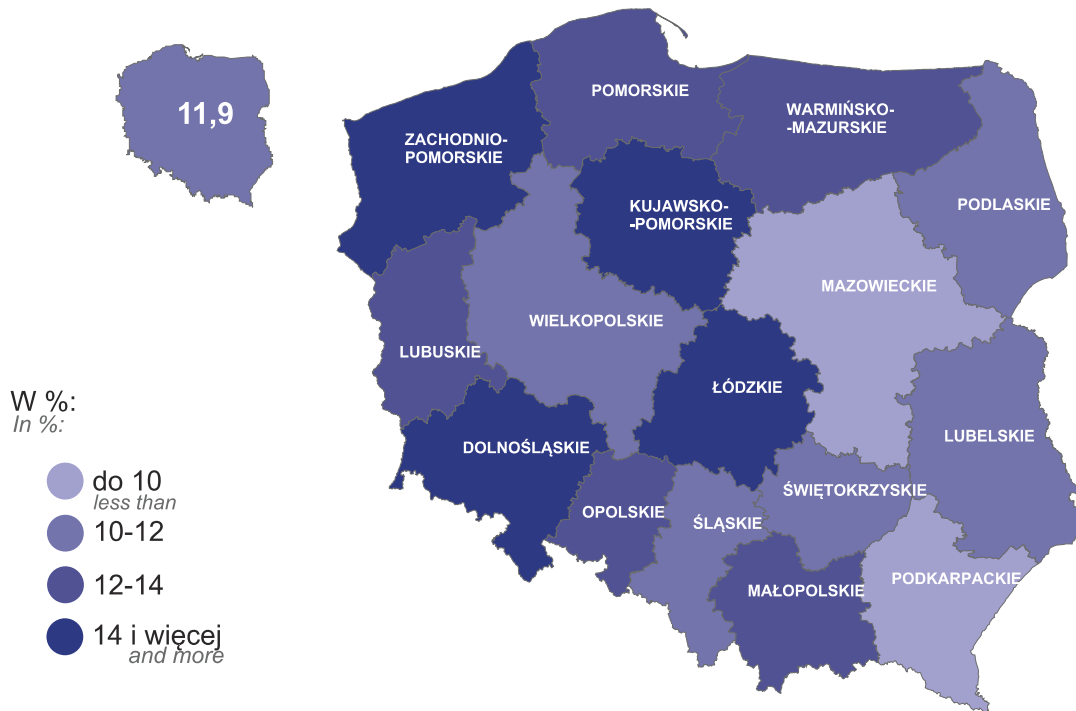 11,9
POMORSKIE
WARMIŃSKO-
-MAZURSKIE
ZACHODNIO-
POMORSKIE
PODLASKIE
KUJAWSKO-
-POMORSKIE
MAZOWIECKIE
WIELKOPOLSKIE
LUBUSKIE
ŁÓDZKIE
DOLNOŚLĄSKIE
LUBELSKIE
ŚWIĘTOKRZYSKIE
OPOLSKIE
ŚLĄSKIE
PODKARPACKIE
MAŁOPOLSKIE
W %:
In %:
do 10
less than
10-12
12-14
14 i więcej
and more